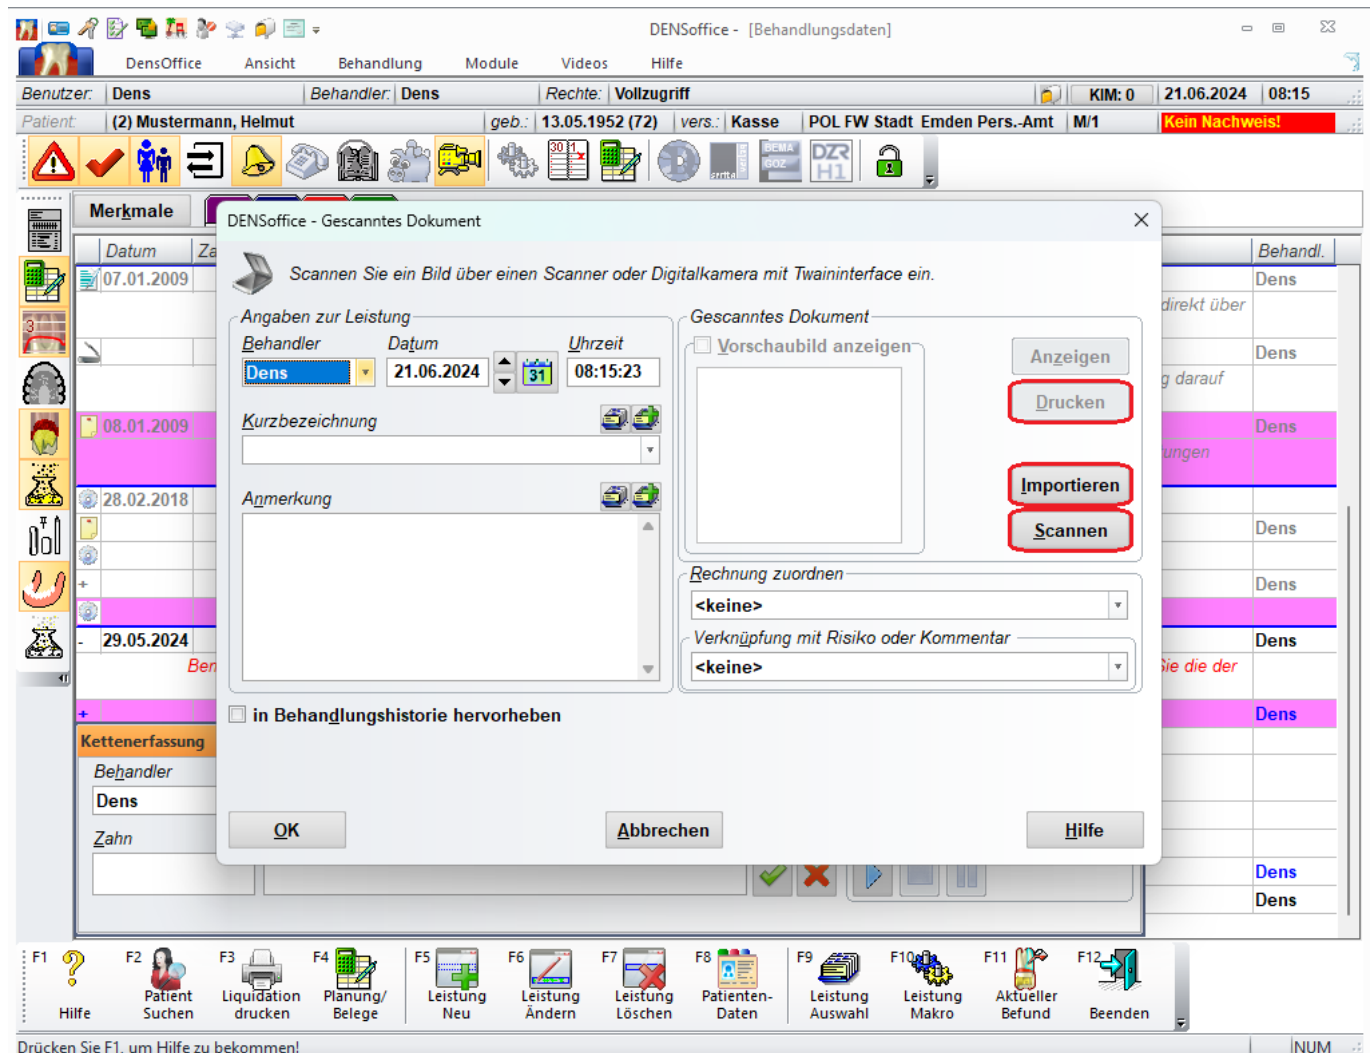 DENSoffice - [Behandlungsdaten]
DensOffice Ansicht Behandlung Module Videos Hilfe
Benutzer: Dens Behandler: Dens Rechte: Vollzugriff KIM: 0 21.06.2024 08:15
Patient: (2) Mustermann, Helmut geb.: 13.05.1952 (72) vers.: Kasse POL FW Stadt Emden Pers.-Amt M/1 Kein Nachweis!
30 1
BEMA
GOZ
DZR
H1
Merkmale
Datum Za Behandl.
07.01.2009 Dens
direkt über
Dens
g darauf
08.01.2009 Dens
ungen
28.02.2018
Dens
+ Dens
- 29.05.2024 Dens
Ben Sie die der
+ Dens
3
Kettenerfassung
Behandler
Dens
Zahn
Dens
Dens
DENSoffice - Gescanntes Dokument
Scannen Sie ein Bild über einen Scanner oder Digitalkamera mit Twaininterface ein.
Angaben zur Leistung
Behandler Datum Uhrzeit
Dens 21.06.2024 31 08:15:23
Kurzbezeichnung
Anmerkung
in Behandlungshistorie hervorheben
Gescanntes Dokument
Vorschaubild anzeigen
Anzeigen
Drucken
Importieren
Scannen
Rechnung zuordnen
<keine>
Verknüpfung mit Risiko oder Kommentar
<keine>
OK Abbrechen Hilfe
F1 Hilfe
F2 Patient Suchen
F3 Liquidation drucken
F4 Planung/ Belege
F5 Leistung Neu
F6 Leistung Ändern
F7 Leistung Löschen
F8 Patienten- Daten
F9 Leistung Auswahl
F10 Leistung Makro
F11 Aktueller Befund
F12 Beenden
Drücken Sie F1, um Hilfe zu bekommen! NUM